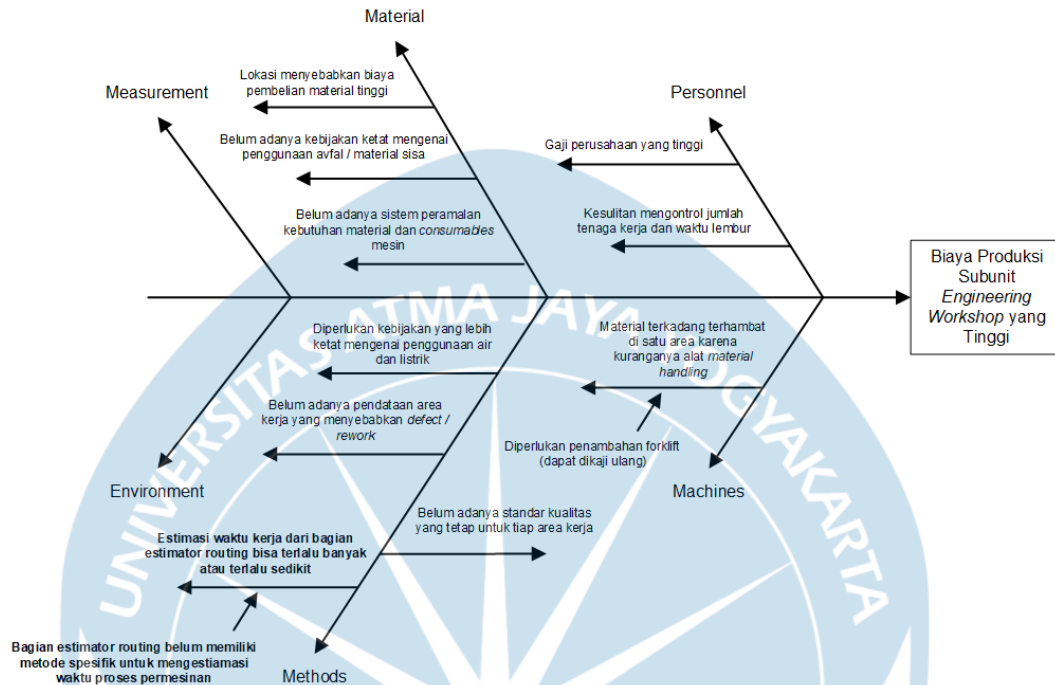 Material
Lokasi menyebabkan biaya
pembelian material tinggi
Measurement
Personnel
Belum adanya kebijakan ketat mengenai
penggunaan avfal / material sisa
Gaji perusahaan yang tinggi
Belum adanya sistem peramalan
kebutuhan material dan consumables
mesin
Kesulitan mengontrol jumlah
tenaga kerja dan waktu lembur
Biaya Produksi
Subunit
Engineering
Workshop yang
Tinggi
UNIVERSITAS ATMA JAYA YOGYAKARTA
Diperlukan kebijakan yang lebih
ketat mengenai penggunaan air
dan listrik
Material terkadang terhambat
di satu area karena
kuranganya alat material
handling
Belum adanya pendataan area
kerja yang menyebabkan defect /
rework
Diperlukan penambahan forklift
(dapat dikaji ulang)
Environment
Machines
Belum adanya standar kualitas
yang tetap untuk tiap area kerja
Estimasi waktu kerja dari bagian
estimator routing bisa terlalu banyak
atau terlalu sedikit
Bagian estimator routing belum memiliki
metode spesifik untuk mengestiamasi
waktu proses permesinan
Methods